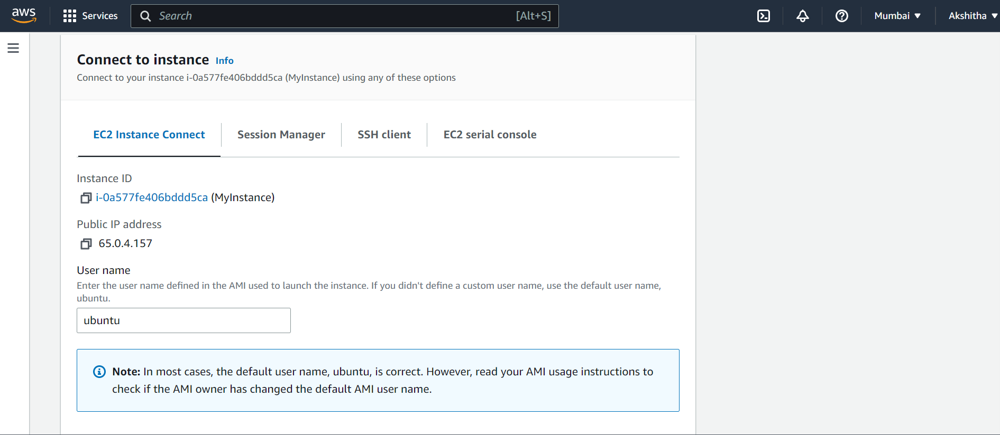 aws
Services
Search [Alt+S]
Mumbai
Akshitha
Connect to instance Info
Connect to your instance i-0a577fe406bddd5ca (MyInstance) using any of these options
EC2 Instance Connect
Session Manager
SSH client
EC2 serial console
Instance ID
i-0a577fe406bddd5ca (MyInstance)
Public IP address
65.0.4.157
User name
Enter the user name defined in the AMI used to launch the instance. If you didn't define a custom user name, use the default user name,
ubuntu.
ubuntu
Note: In most cases, the default user name, ubuntu, is correct. However, read your AMI usage instructions to
check if the AMI owner has changed the default AMI user name.